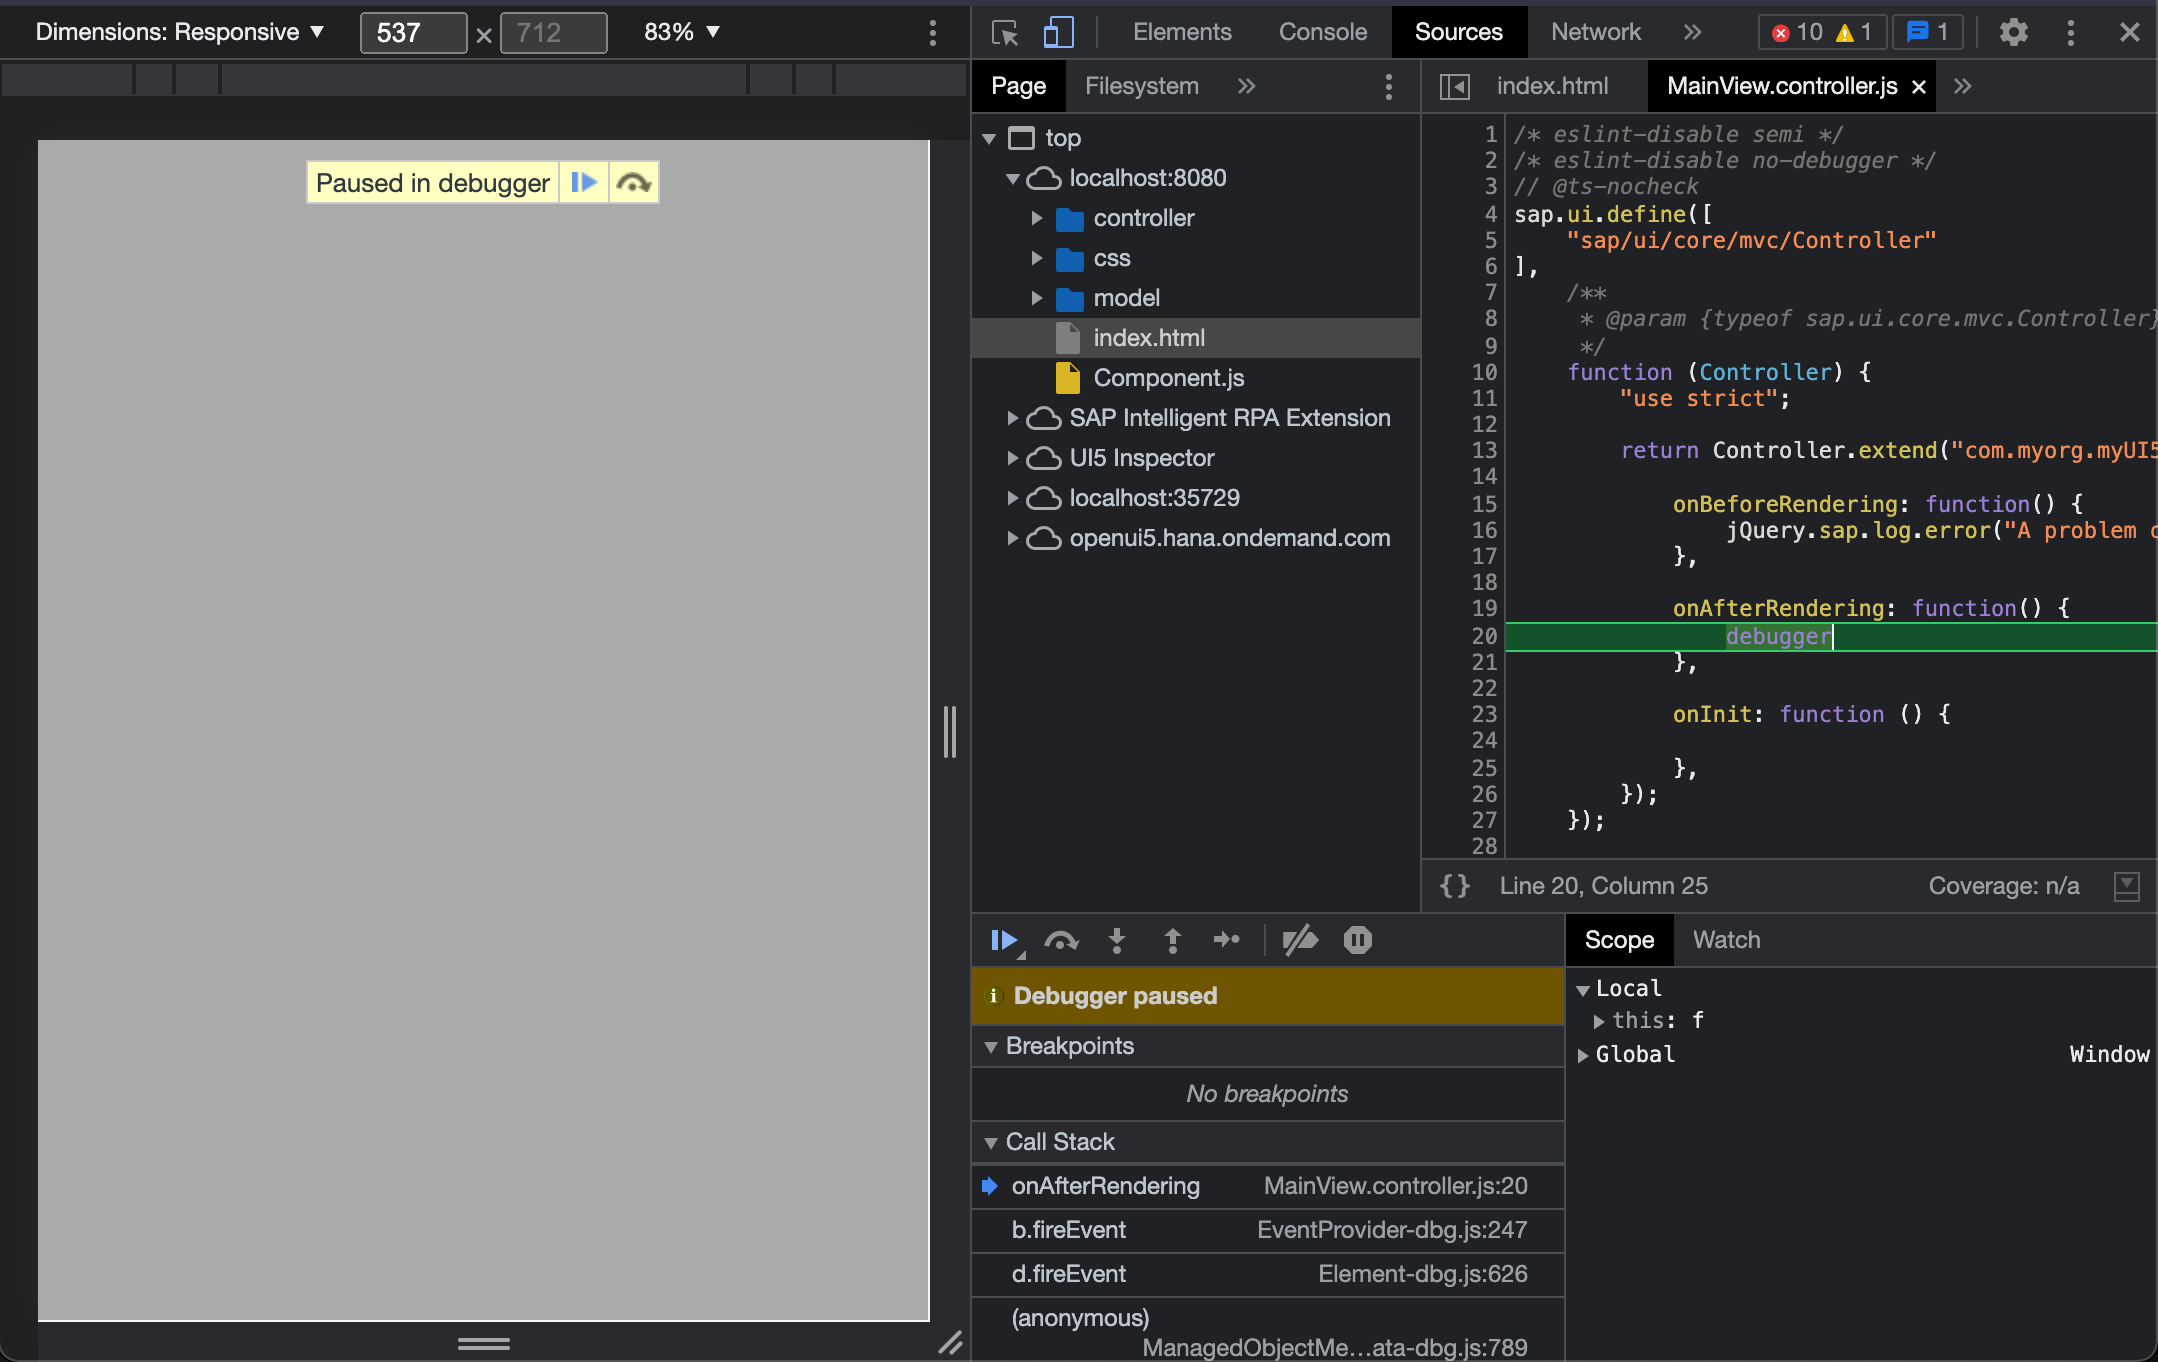 Dimensions: Responsive ▼ 537 × 712 83% ▼
Elements Console Sources Network » 10 1 1
Page Filesystem »
index.html MainView.controller.js × »
Paused in debugger
top
localhost:8080
controller
css
model
index.html
Component.js
SAP Intelligent RPA Extension
UI5 Inspector
localhost:35729
openui5.hana.ondemand.com
1 /* eslint-disable semi */
2 /* eslint-disable no-debugger */
3 // @ts-nocheck
4 sap.ui.define([
5 "sap/ui/core/mvc/Controller"
6 ],
7 /**
8 * @param {typeof sap.ui.core.mvc.Controller}
9 */
10 function (Controller) {
11 "use strict";
12
13 return Controller.extend("com.myorg.myUI5
14
15 onBeforeRendering: function() {
16 jQuery.sap.log.error("A problem o
17 },
18
19 onAfterRendering: function() {
20 debugger
21 },
22
23 onInit: function () {
24
25 },
26 });
27 });
28
{} Line 20, Column 25 Coverage: n/a
Debugger paused
Breakpoints
No breakpoints
Call Stack
onAfterRendering MainView.controller.js:20
b.fireEvent EventProvider-dbg.js:247
d.fireEvent Element-dbg.js:626
(anonymous)
ManagedObjectMe…ata-dbg.js:789
Scope Watch
Local
this: f
Global Window